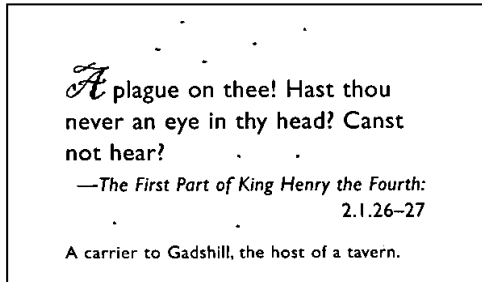 A plague on thee! Hast thou
never an eye in thy head? Canst
not hear?
—The First Part of King Henry the Fourth:
2.1.26–27
A carrier to Gadshill, the host of a tavern.